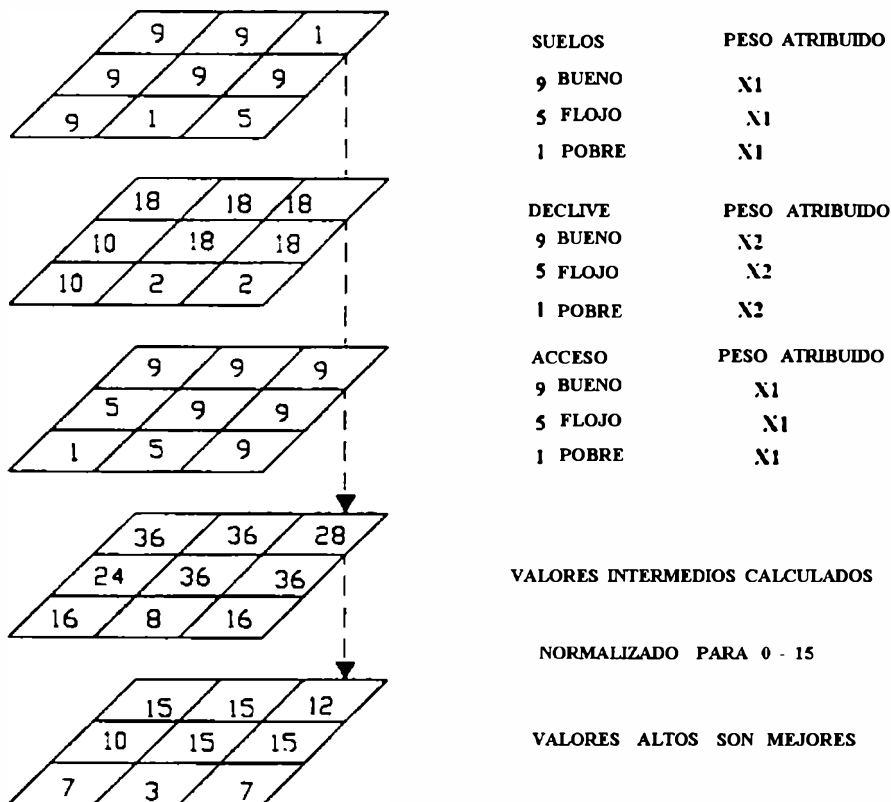 9 9 1
9 9 9
9 1 5
SUELOS PESO ATRIBUIDO
9 BUENO X1
5 FLOJO X1
1 POBRE X1
18 18 18
10 18 18
10 2 2
DECLIVE PESO ATRIBUIDO
9 BUENO X2
5 FLOJO X2
1 POBRE X2
9 9 9
5 9 9
1 5 9
ACCESO PESO ATRIBUIDO
9 BUENO X1
5 FLOJO X1
1 POBRE X1
36 36 28
24 36 36
16 8 16
VALORES INTERMEDIOS CALCULADOS
NORMALIZADO PARA 0 - 15
15 15 12
10 15 15
7 3 7
VALORES ALTOS SON MEJORES